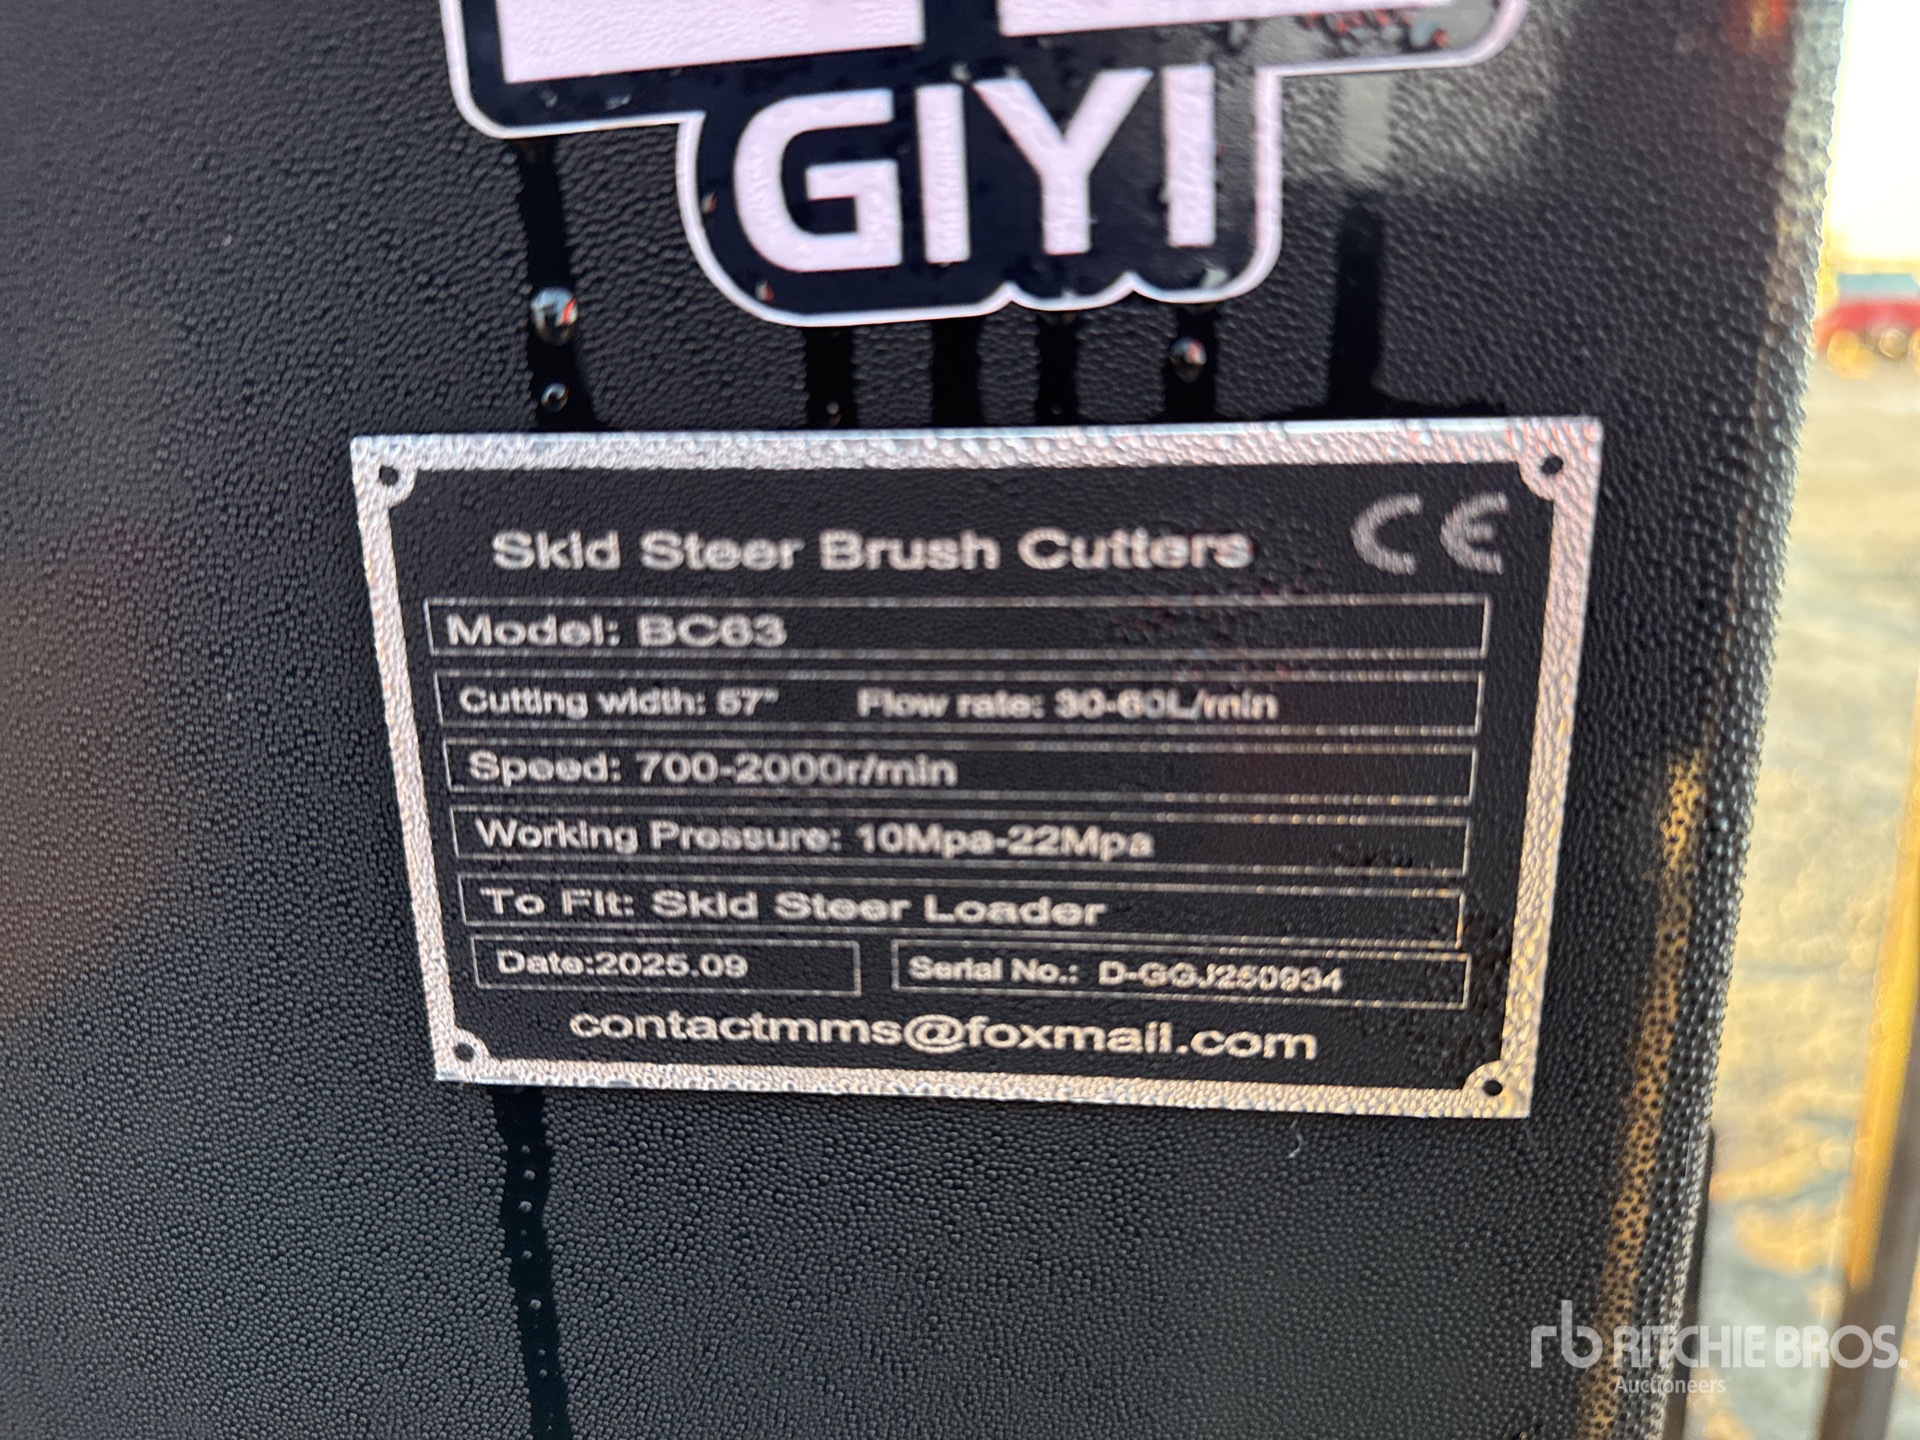 GIYI
Skid Steer Brush Cutters CE
Model: BC63
Cutting width: 57" Flow rate: 30-60L/min
Speed: 700-2000r/min
Working Pressure: 10Mpa-22Mpa
To Fit: Skid Steer Loader
Date:2025.09 Serial No.: D-GGJ250934
contactmms@foxmail.com
rb RITCHIE BROS.
Auctioneers